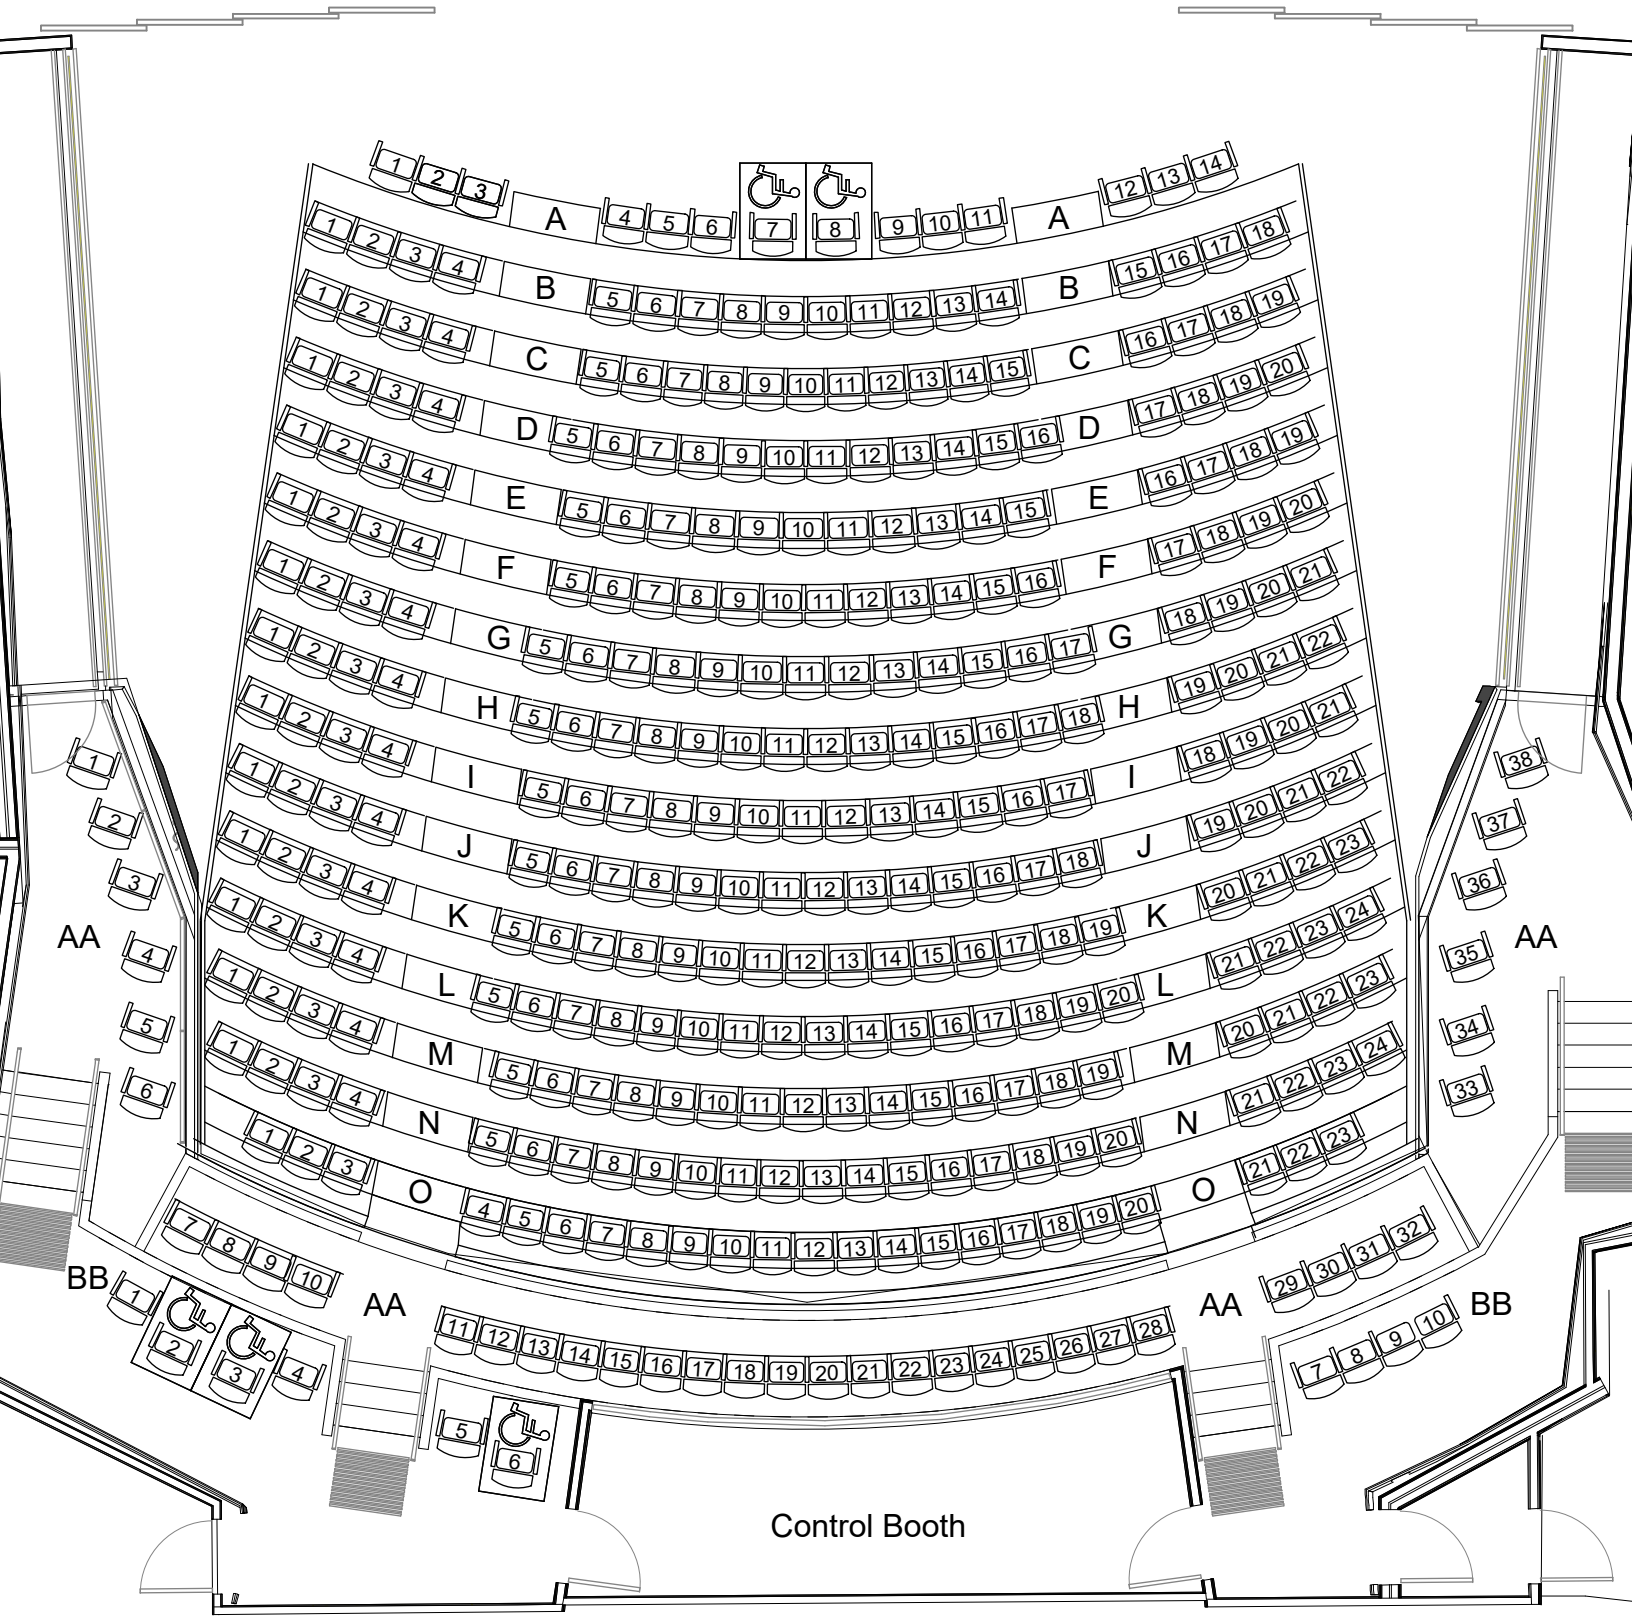 1 2 3 A 4 5 6 7 8 9 10 11 A 12 13 14
1 2 3 4 B 5 6 7 8 9 10 11 12 13 14 B 15 16 17 18
1 2 3 4 C 5 6 7 8 9 10 11 12 13 14 15 C 16 17 18 19
1 2 3 4 D 5 6 7 8 9 10 11 12 13 14 15 16 D 17 18 19 20
1 2 3 4 E 5 6 7 8 9 10 11 12 13 14 15 E 16 17 18 19
1 2 3 4 F 5 6 7 8 9 10 11 12 13 14 15 16 F 17 18 19 20
1 2 3 4 G 5 6 7 8 9 10 11 12 13 14 15 16 17 G 18 19 20 21
1 2 3 4 H 5 6 7 8 9 10 11 12 13 14 15 16 17 18 H 19 20 21 22
1 2 3 4 I 5 6 7 8 9 10 11 12 13 14 15 16 17 I 18 19 20 21
1 2 3 4 J 5 6 7 8 9 10 11 12 13 14 15 16 17 18 J 19 20 21 22
1 2 3 4 K 5 6 7 8 9 10 11 12 13 14 15 16 17 18 19 K 20 21 22 23
1 2 3 4 L 5 6 7 8 9 10 11 12 13 14 15 16 17 18 19 20 L 21 22 23 24
1 2 3 4 M 5 6 7 8 9 10 11 12 13 14 15 16 17 18 19 M 20 21 22 23
1 2 3 4 N 5 6 7 8 9 10 11 12 13 14 15 16 17 18 19 20 N 21 22 23 24
1 2 3 O 4 5 6 7 8 9 10 11 12 13 14 15 16 17 18 19 20 O 21 22 23
1
2
3
AA
4
5
6
7 8 9 10 AA 11 12 13 14 15 16 17 18 19 20 21 22 23 24 25 26 27 28 AA 29 30 31 32
38
37
36
AA
35
34
33
BB 1 2 3 4 5 6 7 8 9 10 BB
Control Booth